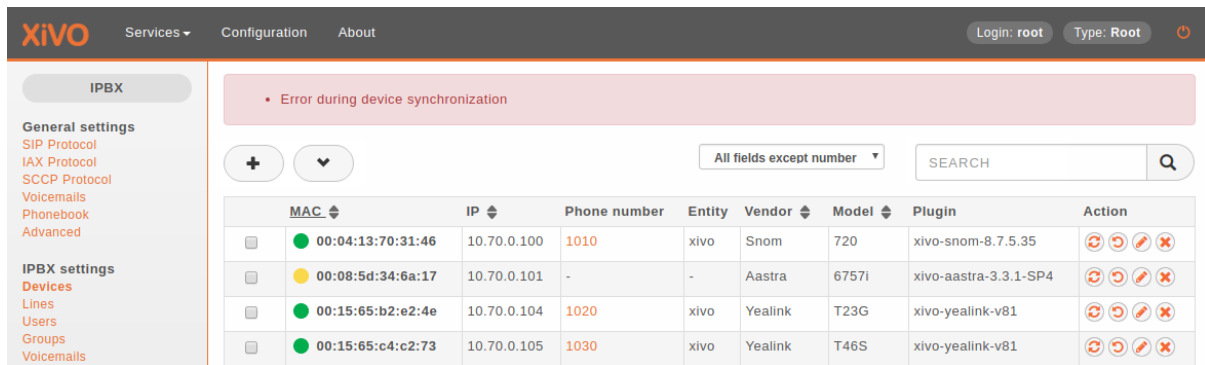 XiVO Services Configuration About Login: root Type: Root
IPBX
Error during device synchronization
General settings
SIP Protocol
IAX Protocol
SCCP Protocol
Voicemails
Phonebook
Advanced
All fields except number SEARCH
MAC IP Phone number Entity Vendor Model Plugin Action
00:04:13:70:31:46 10.70.0.100 1010 xivo Snom 720 xivo-snom-8.7.5.35
00:08:5d:34:6a:17 10.70.0.101 - - Aastra 6757i xivo-aastra-3.3.1-SP4
00:15:65:b2:e2:4e 10.70.0.104 1020 xivo Yealink T23G xivo-yealink-v81
00:15:65:c4:c2:73 10.70.0.105 1030 xivo Yealink T46S xivo-yealink-v81
IPBX settings
Devices
Lines
Users
Groups
Voicemails